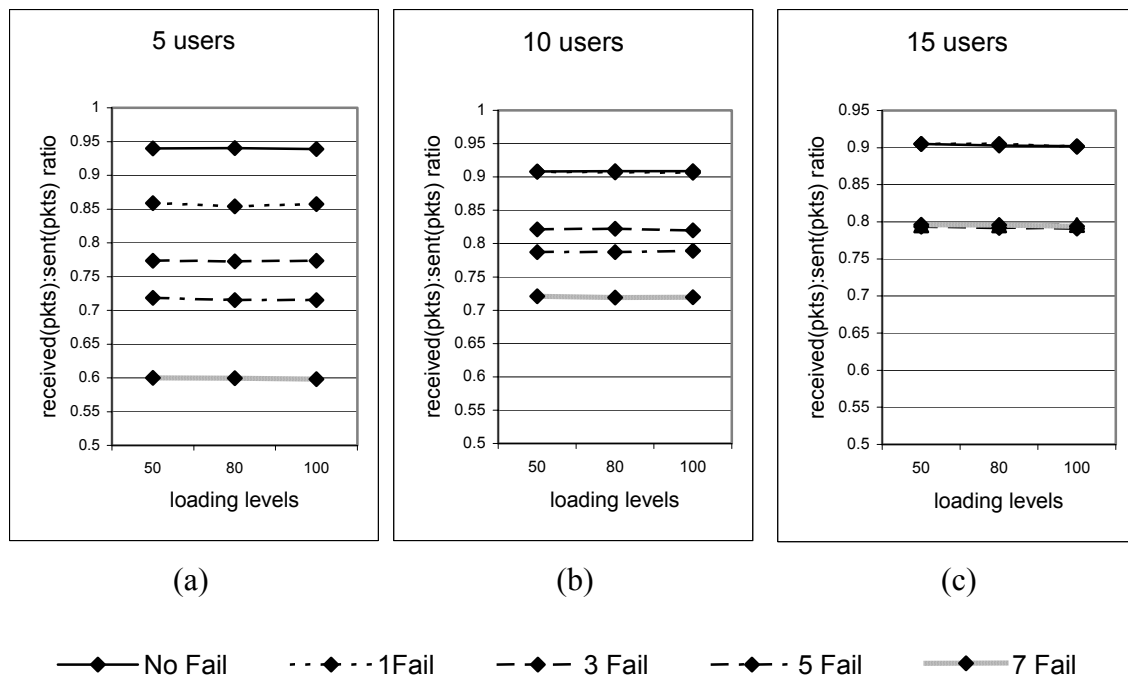 5 users
received(pkts):sent(pkts) ratio
1
0.95
0.9
0.85
0.8
0.75
0.7
0.65
0.6
0.55
0.5
50 80 100
loading levels
(a)
10 users
received(pkts):sent(pkts) ratio
1
0.95
0.9
0.85
0.8
0.75
0.7
0.65
0.6
0.55
0.5
50 80 100
loading levels
(b)
15 users
received(pkts):sent(pkts) ratio
0.95
0.9
0.85
0.8
0.75
0.7
0.65
0.6
0.55
0.5
50 80 100
loading levels
(c)
No Fail 1Fail 3 Fail 5 Fail 7 Fail